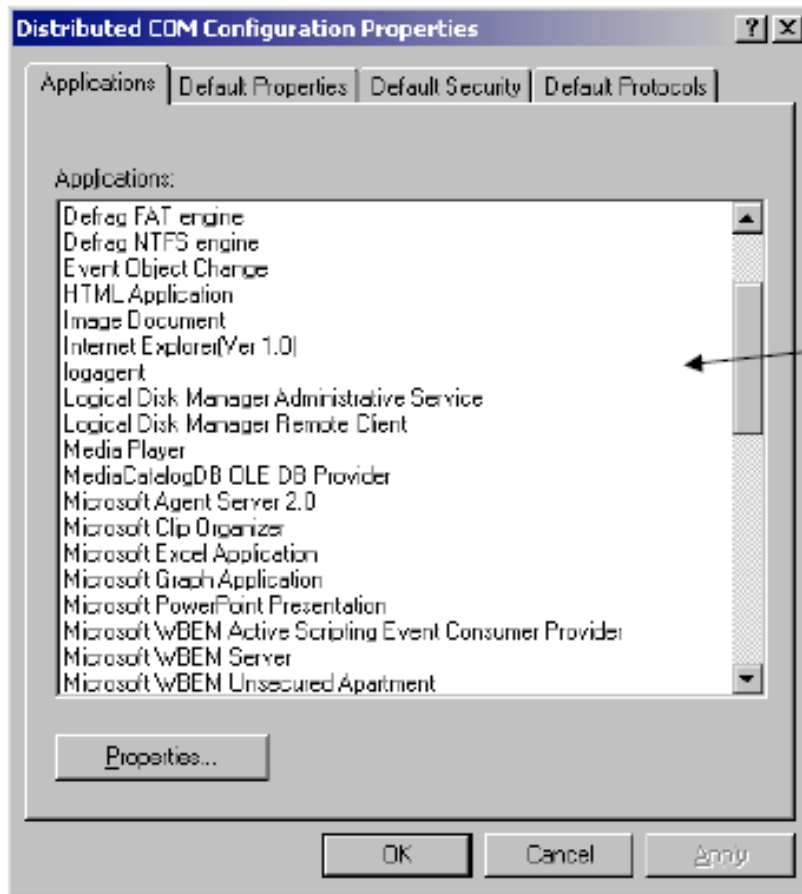 Distributed COM Configuration Properties
Applications Default Properties Default Security Default Protocols
Applications:
Defrag FAT engine
Defrag NTFS engine
Event Object Change
HTML Application
Image Document
Internet Explorer(Ver 1.0)
logagent
Logical Disk Manager Administrative Service
Logical Disk Manager Remote Client
Media Player
MediaCatalogDB OLE DB Provider
Microsoft Agent Server 2.0
Microsoft Clip Organizer
Microsoft Excel Application
Microsoft Graph Application
Microsoft PowerPoint Presentation
Microsoft WBEM Active Scripting Event Consumer Provider
Microsoft WBEM Server
Microsoft WBEM Unsecured Apartment
Properties...
OK Cancel Apply